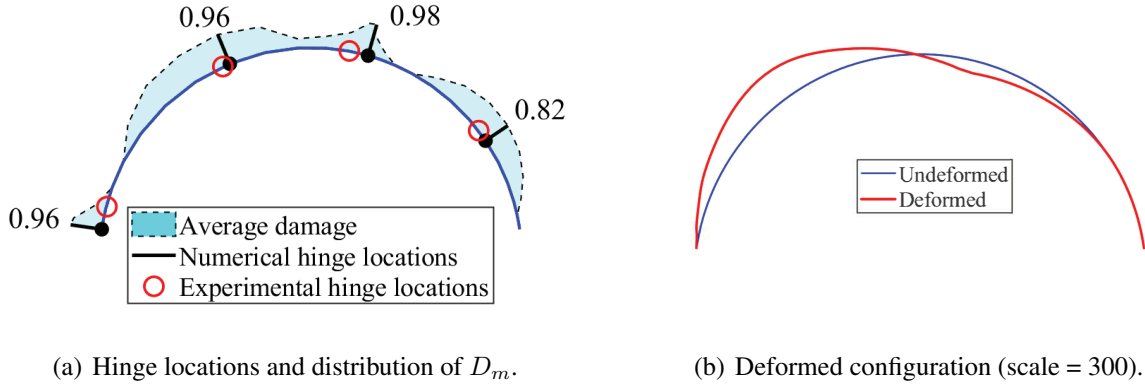 0.96
0.98
0.82
0.96
Average damage
Numerical hinge locations
Experimental hinge locations
Undeformed
Deformed
(a) Hinge locations and distribution of $D_m$.
(b) Deformed configuration (scale = 300).